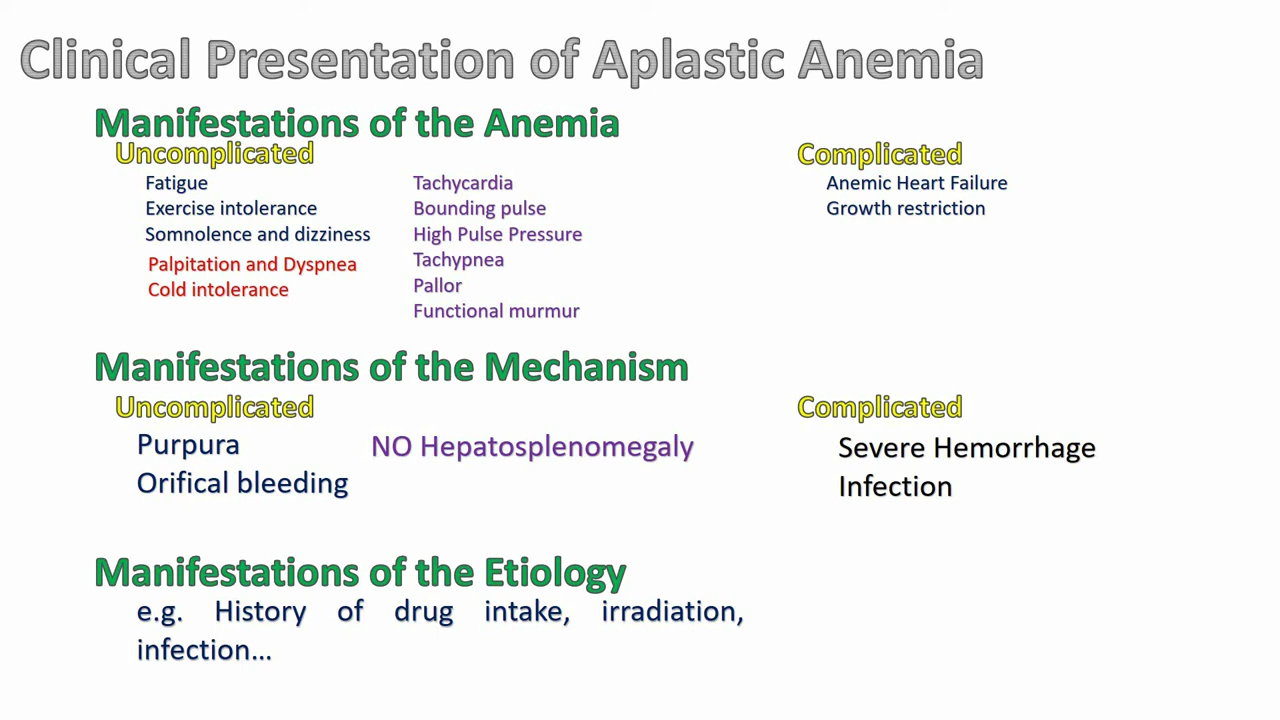 Clinical Presentation of Aplastic Anemia
Manifestations of the Anemia
Uncomplicated
Fatigue
Exercise intolerance
Somnolence and dizziness
Palpitation and Dyspnea
Cold intolerance
Tachycardia
Bounding pulse
High Pulse Pressure
Tachypnea
Pallor
Functional murmur
Complicated
Anemic Heart Failure
Growth restriction
Manifestations of the Mechanism
Uncomplicated
Purpura
Orifical bleeding
NO Hepatosplenomegaly
Complicated
Severe Hemorrhage
Infection
Manifestations of the Etiology
e.g. History of drug intake, irradiation,
infection...